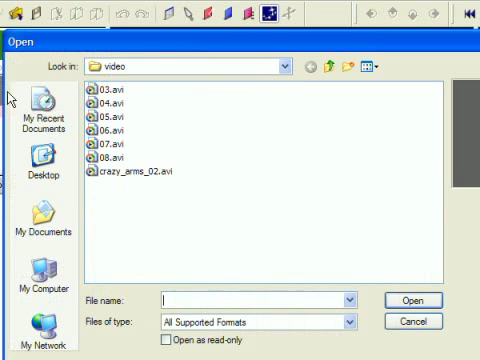 Open
Look in:
video
My Recent
Documents
Desktop
My Documents
My Computer
My Network
03.avi
04.avi
05.avi
06.avi
07.avi
08.avi
crazy_arms_02.avi
File name:
Open
Files of type:
All Supported Formats
Cancel
Open as read-only